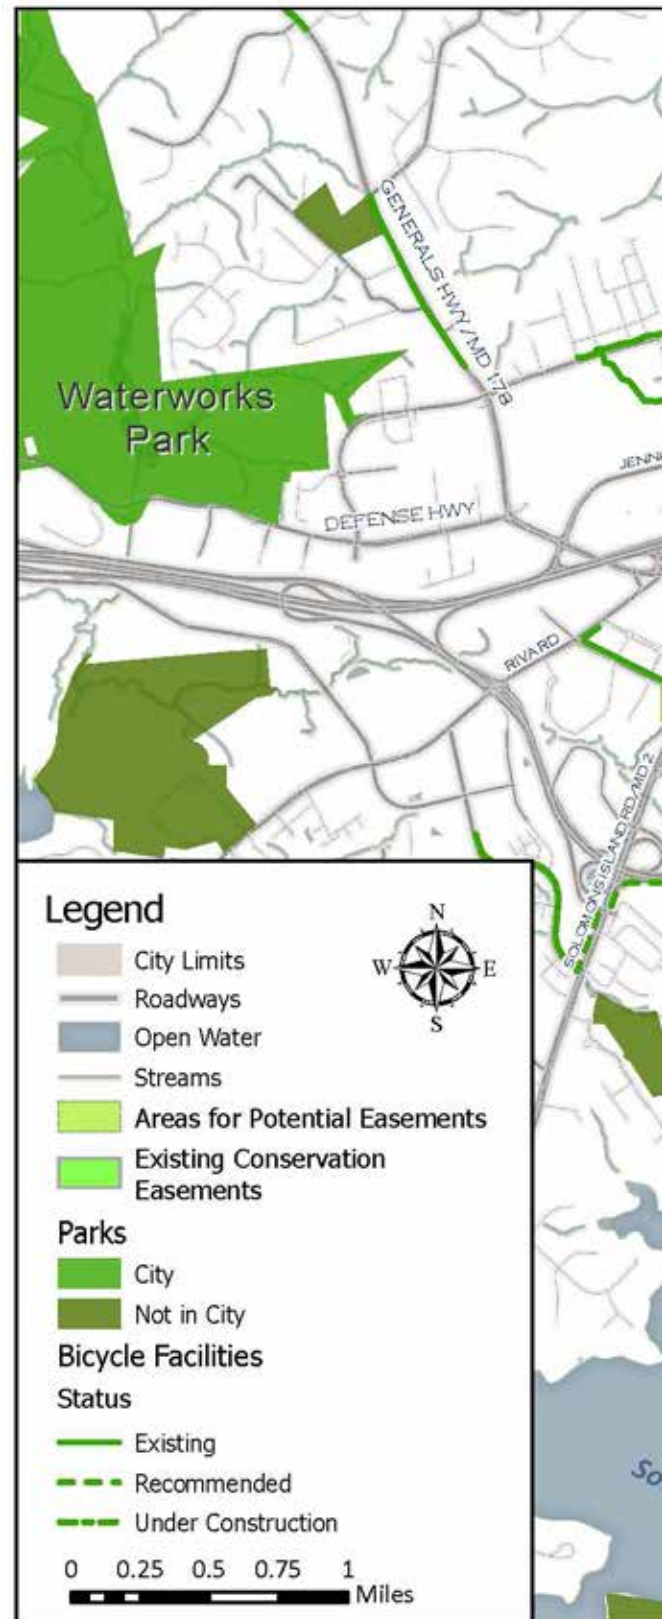 GENERALS HWY / MD 178
Waterworks
Park
DEFENSE HWY
RIVA RD
SOLOMONS ISLAND RD/MD 2
Legend
N
W E
S
City Limits
Roadways
Open Water
Streams
Areas for Potential Easements
Existing Conservation
Easements
Parks
City
Not in City
Bicycle Facilities
Status
Existing
Recommended
Under Construction
0 0.25 0.5 0.75 1
Miles